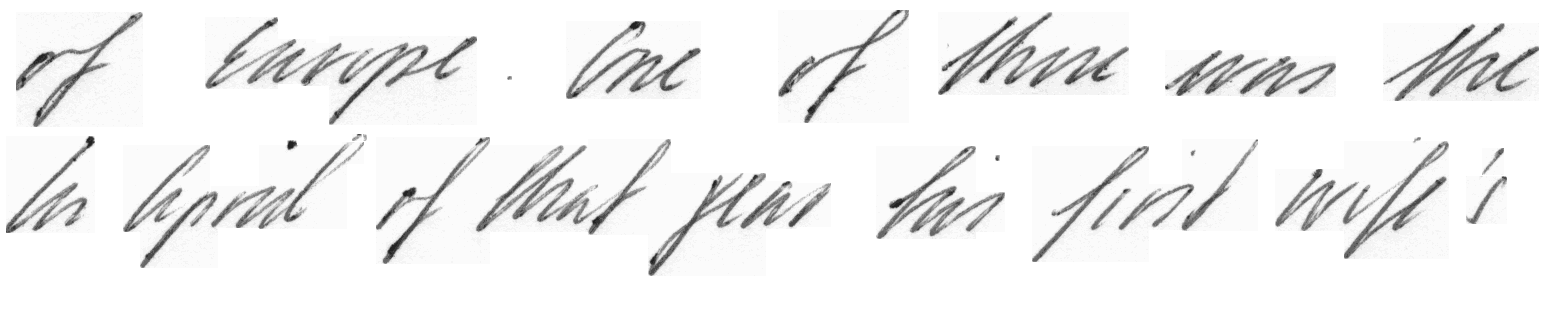 of Europe . One of these was the
In April of that year his first wife's